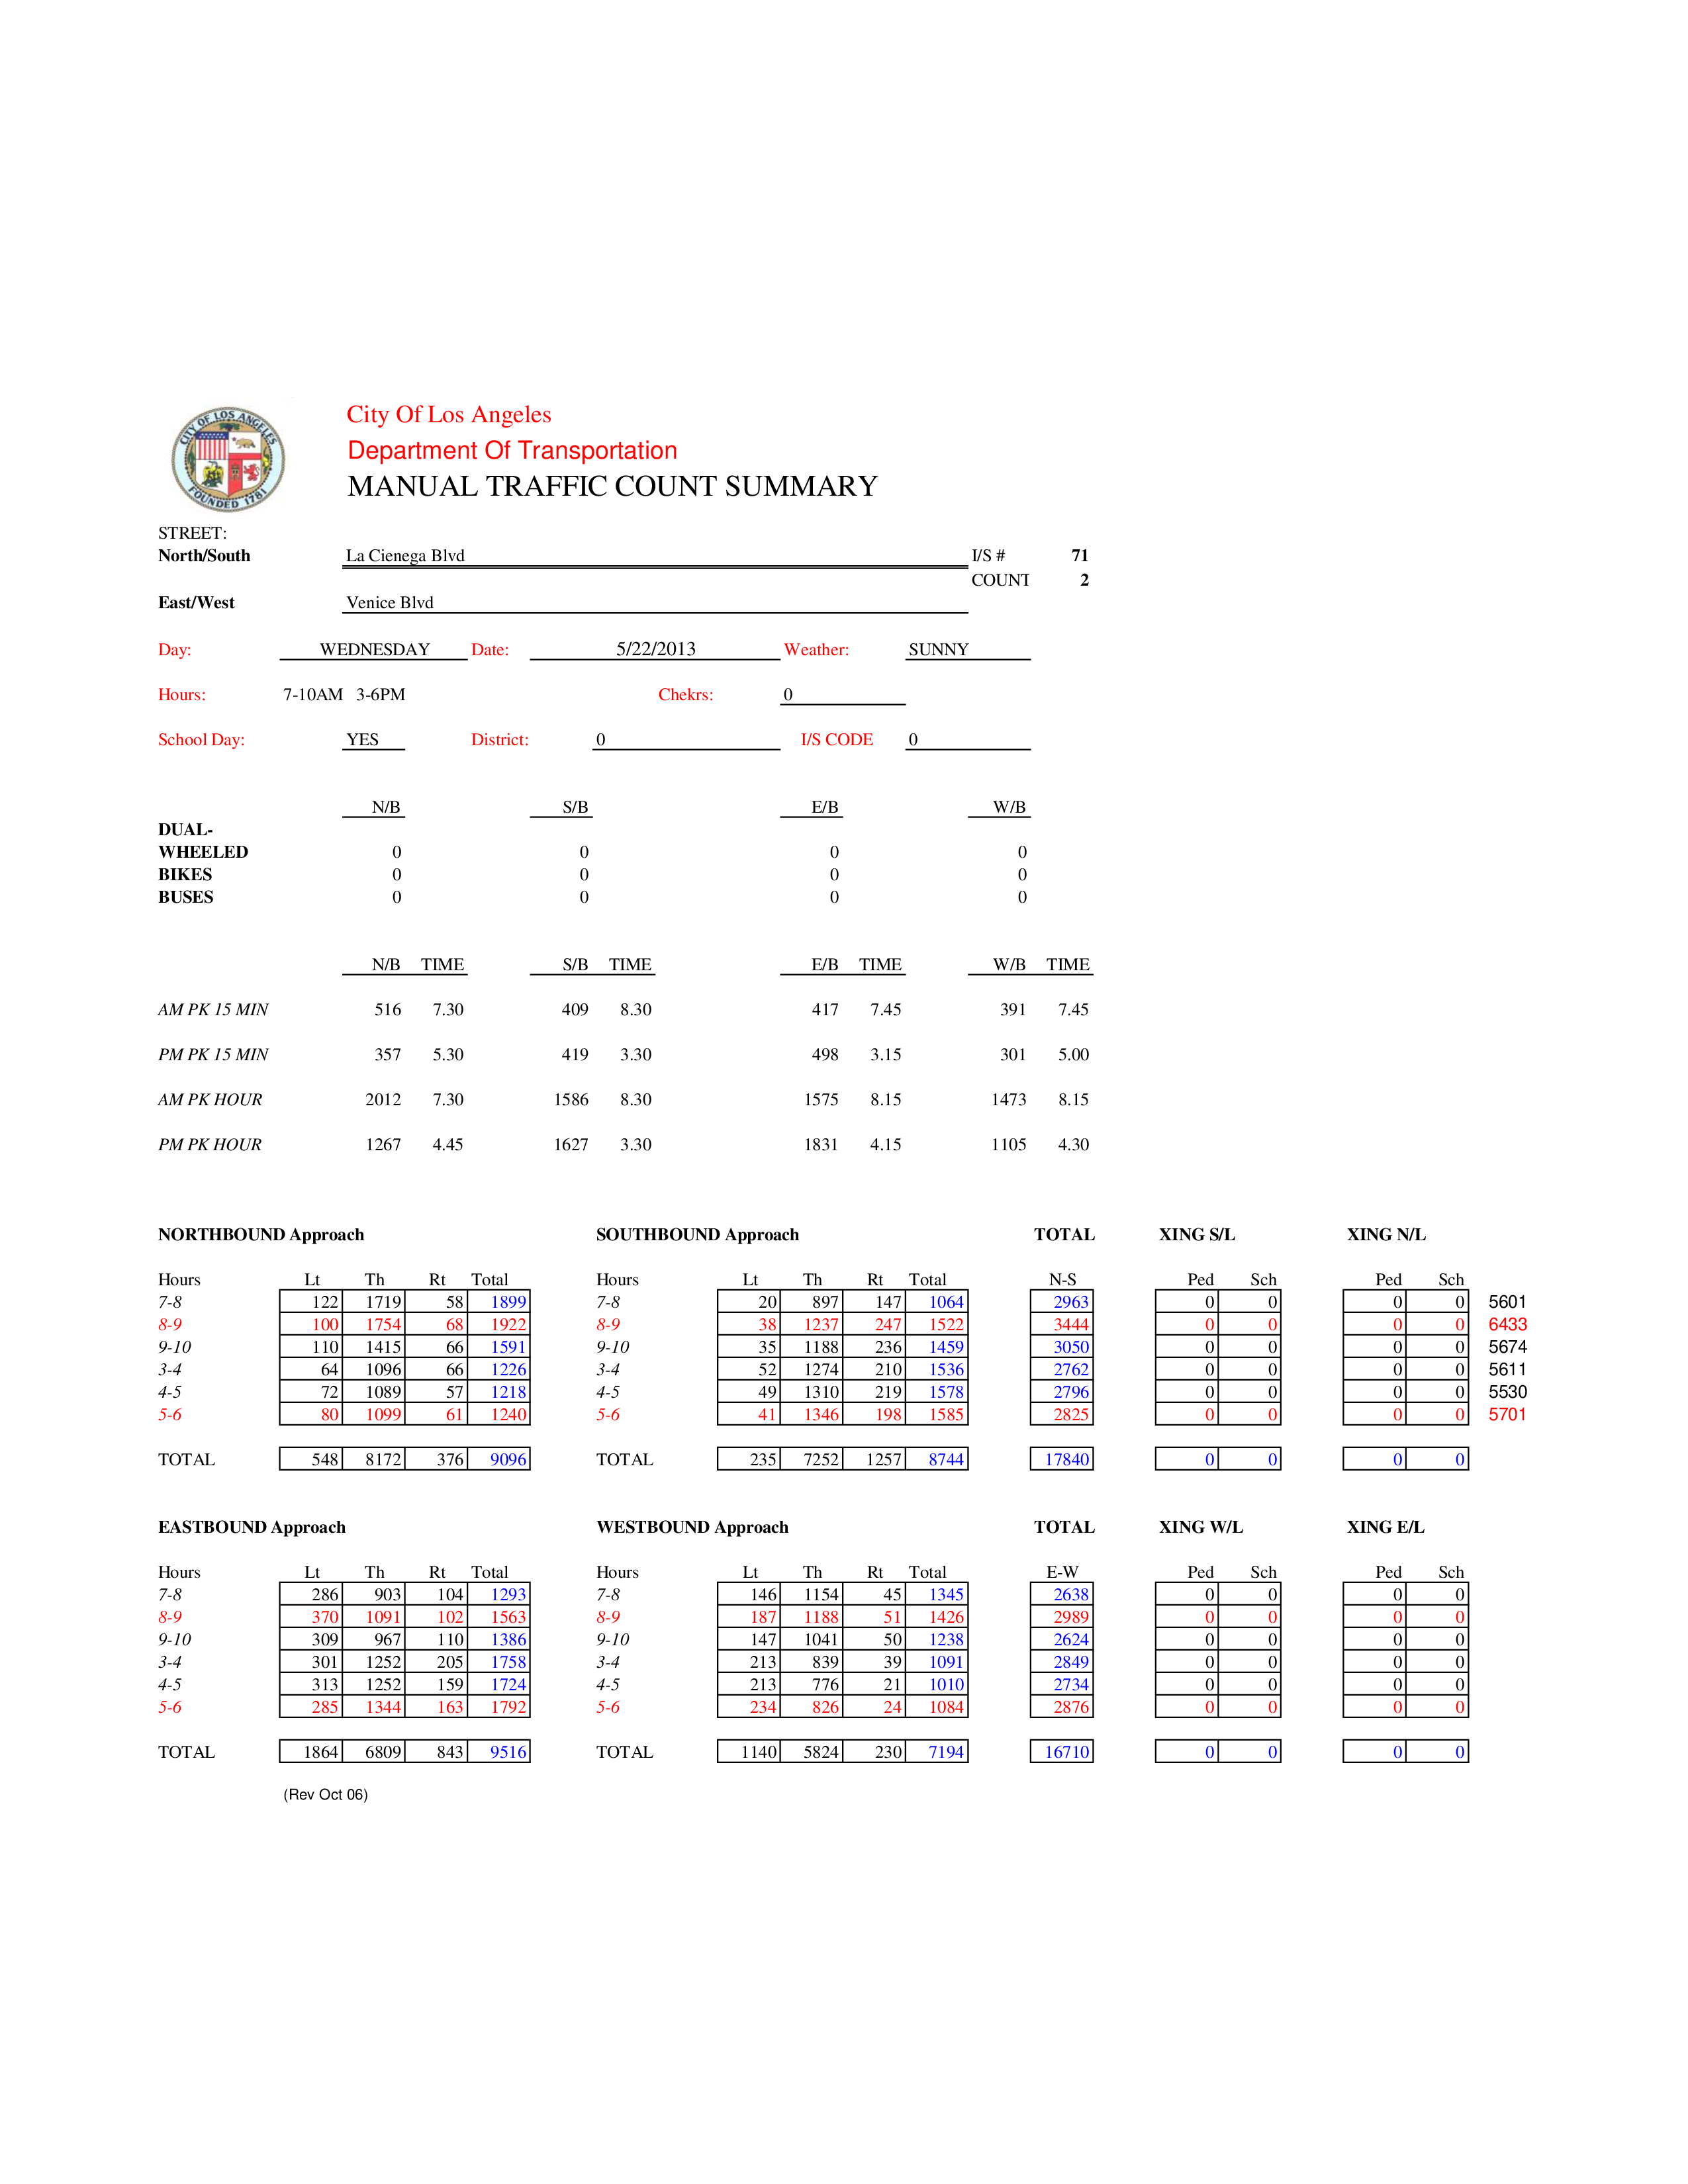 CITY OF LOS ANGELES
FOUNDED 1781
City Of Los Angeles
Department Of Transportation
MANUAL TRAFFIC COUNT SUMMARY
STREET:
North/South La Cienega Blvd I/S # 71
COUNT 2
East/West Venice Blvd
Day: WEDNESDAY Date: 5/22/2013 Weather: SUNNY
Hours: 7-10AM 3-6PM Chekrs: 0
School Day: YES District: 0 I/S CODE 0
N/B S/B E/B W/B
DUAL-
WHEELED 0 0 0 0
BIKES 0 0 0 0
BUSES 0 0 0 0
N/B TIME S/B TIME E/B TIME W/B TIME
AM PK 15 MIN 516 7.30 409 8.30 417 7.45 391 7.45
PM PK 15 MIN 357 5.30 419 3.30 498 3.15 301 5.00
AM PK HOUR 2012 7.30 1586 8.30 1575 8.15 1473 8.15
PM PK HOUR 1267 4.45 1627 3.30 1831 4.15 1105 4.30
NORTHBOUND Approach SOUTHBOUND Approach TOTAL XING S/L XING N/L
Hours Lt Th Rt Total Hours Lt Th Rt Total N-S Ped Sch Ped Sch
7-8 122 1719 58 1899 7-8 20 897 147 1064 2963 0 0 0 0 5601
8-9 100 1754 68 1922 8-9 38 1237 247 1522 3444 0 0 0 0 6433
9-10 110 1415 66 1591 9-10 35 1188 236 1459 3050 0 0 0 0 5674
3-4 64 1096 66 1226 3-4 52 1274 210 1536 2762 0 0 0 0 5611
4-5 72 1089 57 1218 4-5 49 1310 219 1578 2796 0 0 0 0 5530
5-6 80 1099 61 1240 5-6 41 1346 198 1585 2825 0 0 0 0 5701
TOTAL 548 8172 376 9096 TOTAL 235 7252 1257 8744 17840 0 0 0 0
EASTBOUND Approach WESTBOUND Approach TOTAL XING W/L XING E/L
Hours Lt Th Rt Total Hours Lt Th Rt Total E-W Ped Sch Ped Sch
7-8 286 903 104 1293 7-8 146 1154 45 1345 2638 0 0 0 0
8-9 370 1091 102 1563 8-9 187 1188 51 1426 2989 0 0 0 0
9-10 309 967 110 1386 9-10 147 1041 50 1238 2624 0 0 0 0
3-4 301 1252 205 1758 3-4 213 839 39 1091 2849 0 0 0 0
4-5 313 1252 159 1724 4-5 213 776 21 1010 2734 0 0 0 0
5-6 285 1344 163 1792 5-6 234 826 24 1084 2876 0 0 0 0
TOTAL 1864 6809 843 9516 TOTAL 1140 5824 230 7194 16710 0 0 0 0
(Rev Oct 06)